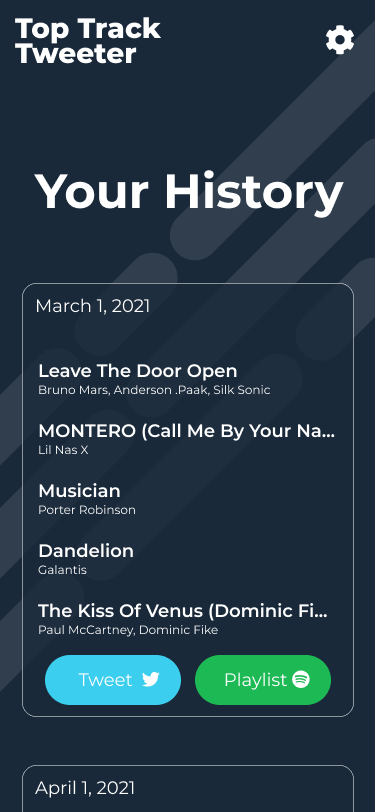 Top Track
Tweeter
Your History
March 1, 2021
Leave The Door Open
Bruno Mars, Anderson .Paak, Silk Sonic
MONTERO (Call Me By Your Na...
Lil Nas X
Musician
Porter Robinson
Dandelion
Galantis
The Kiss Of Venus (Dominic Fi...
Paul McCartney, Dominic Fike
Tweet
Playlist
April 1, 2021